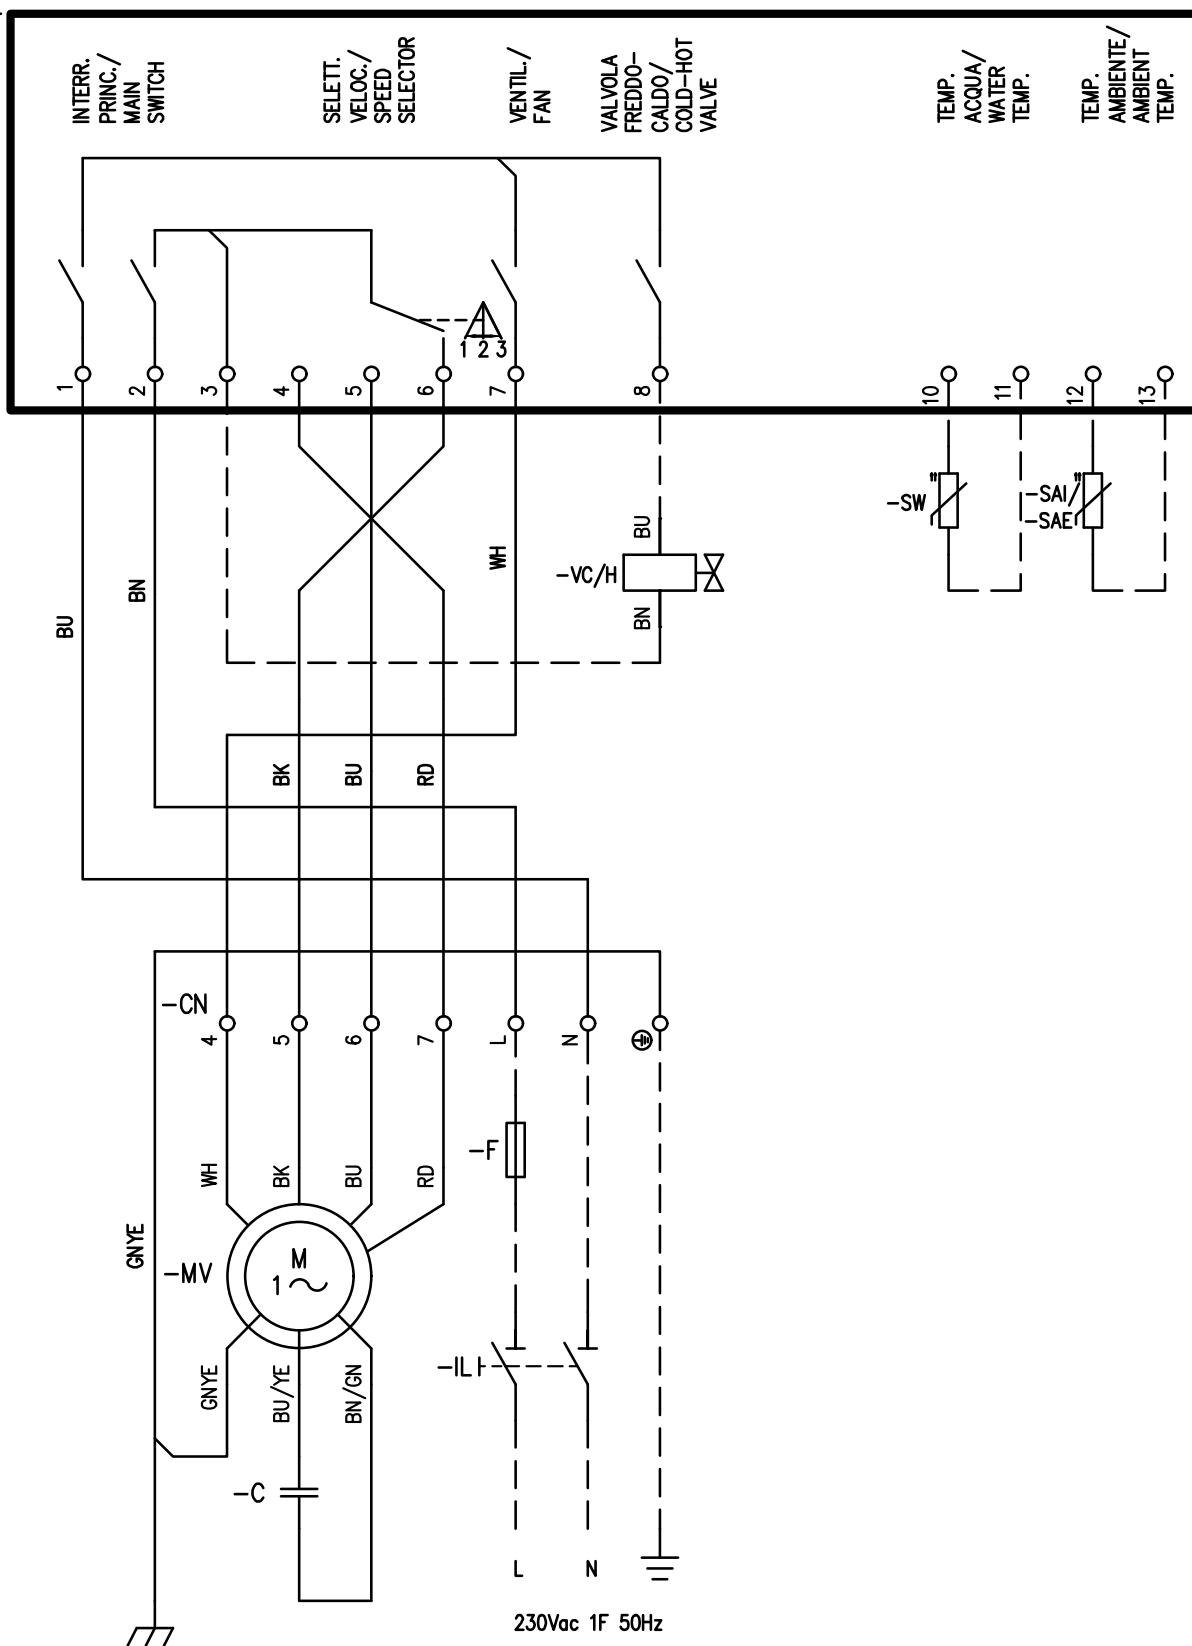 INTERR.
PRINC./
MAIN
SWITCH
SELETT.
VELOC./
SPEED
SELECTOR
VENTIL./
FAN
VALVOLA
FREDDO-
CALDO/
COLD-HOT
VALVE
TEMP.
ACQUA/
WATER
TEMP.
TEMP.
AMBIENTE/
AMBIENT
TEMP.
1 2 3
1
2
3
4
5
6
7
8
10
11
12
13
-SW
"
-SAI/
-SAE
"
BU
-VC/H
BN
WH
BN
BU
BK
BU
RD
-CN
4
5
6
7
L
N
-F
WH
BK
BU
RD
GNYE
-MV
M
1
-IL
GNYE
BU/YE
BN/GN
-C
L
N
230Vac 1F 50Hz